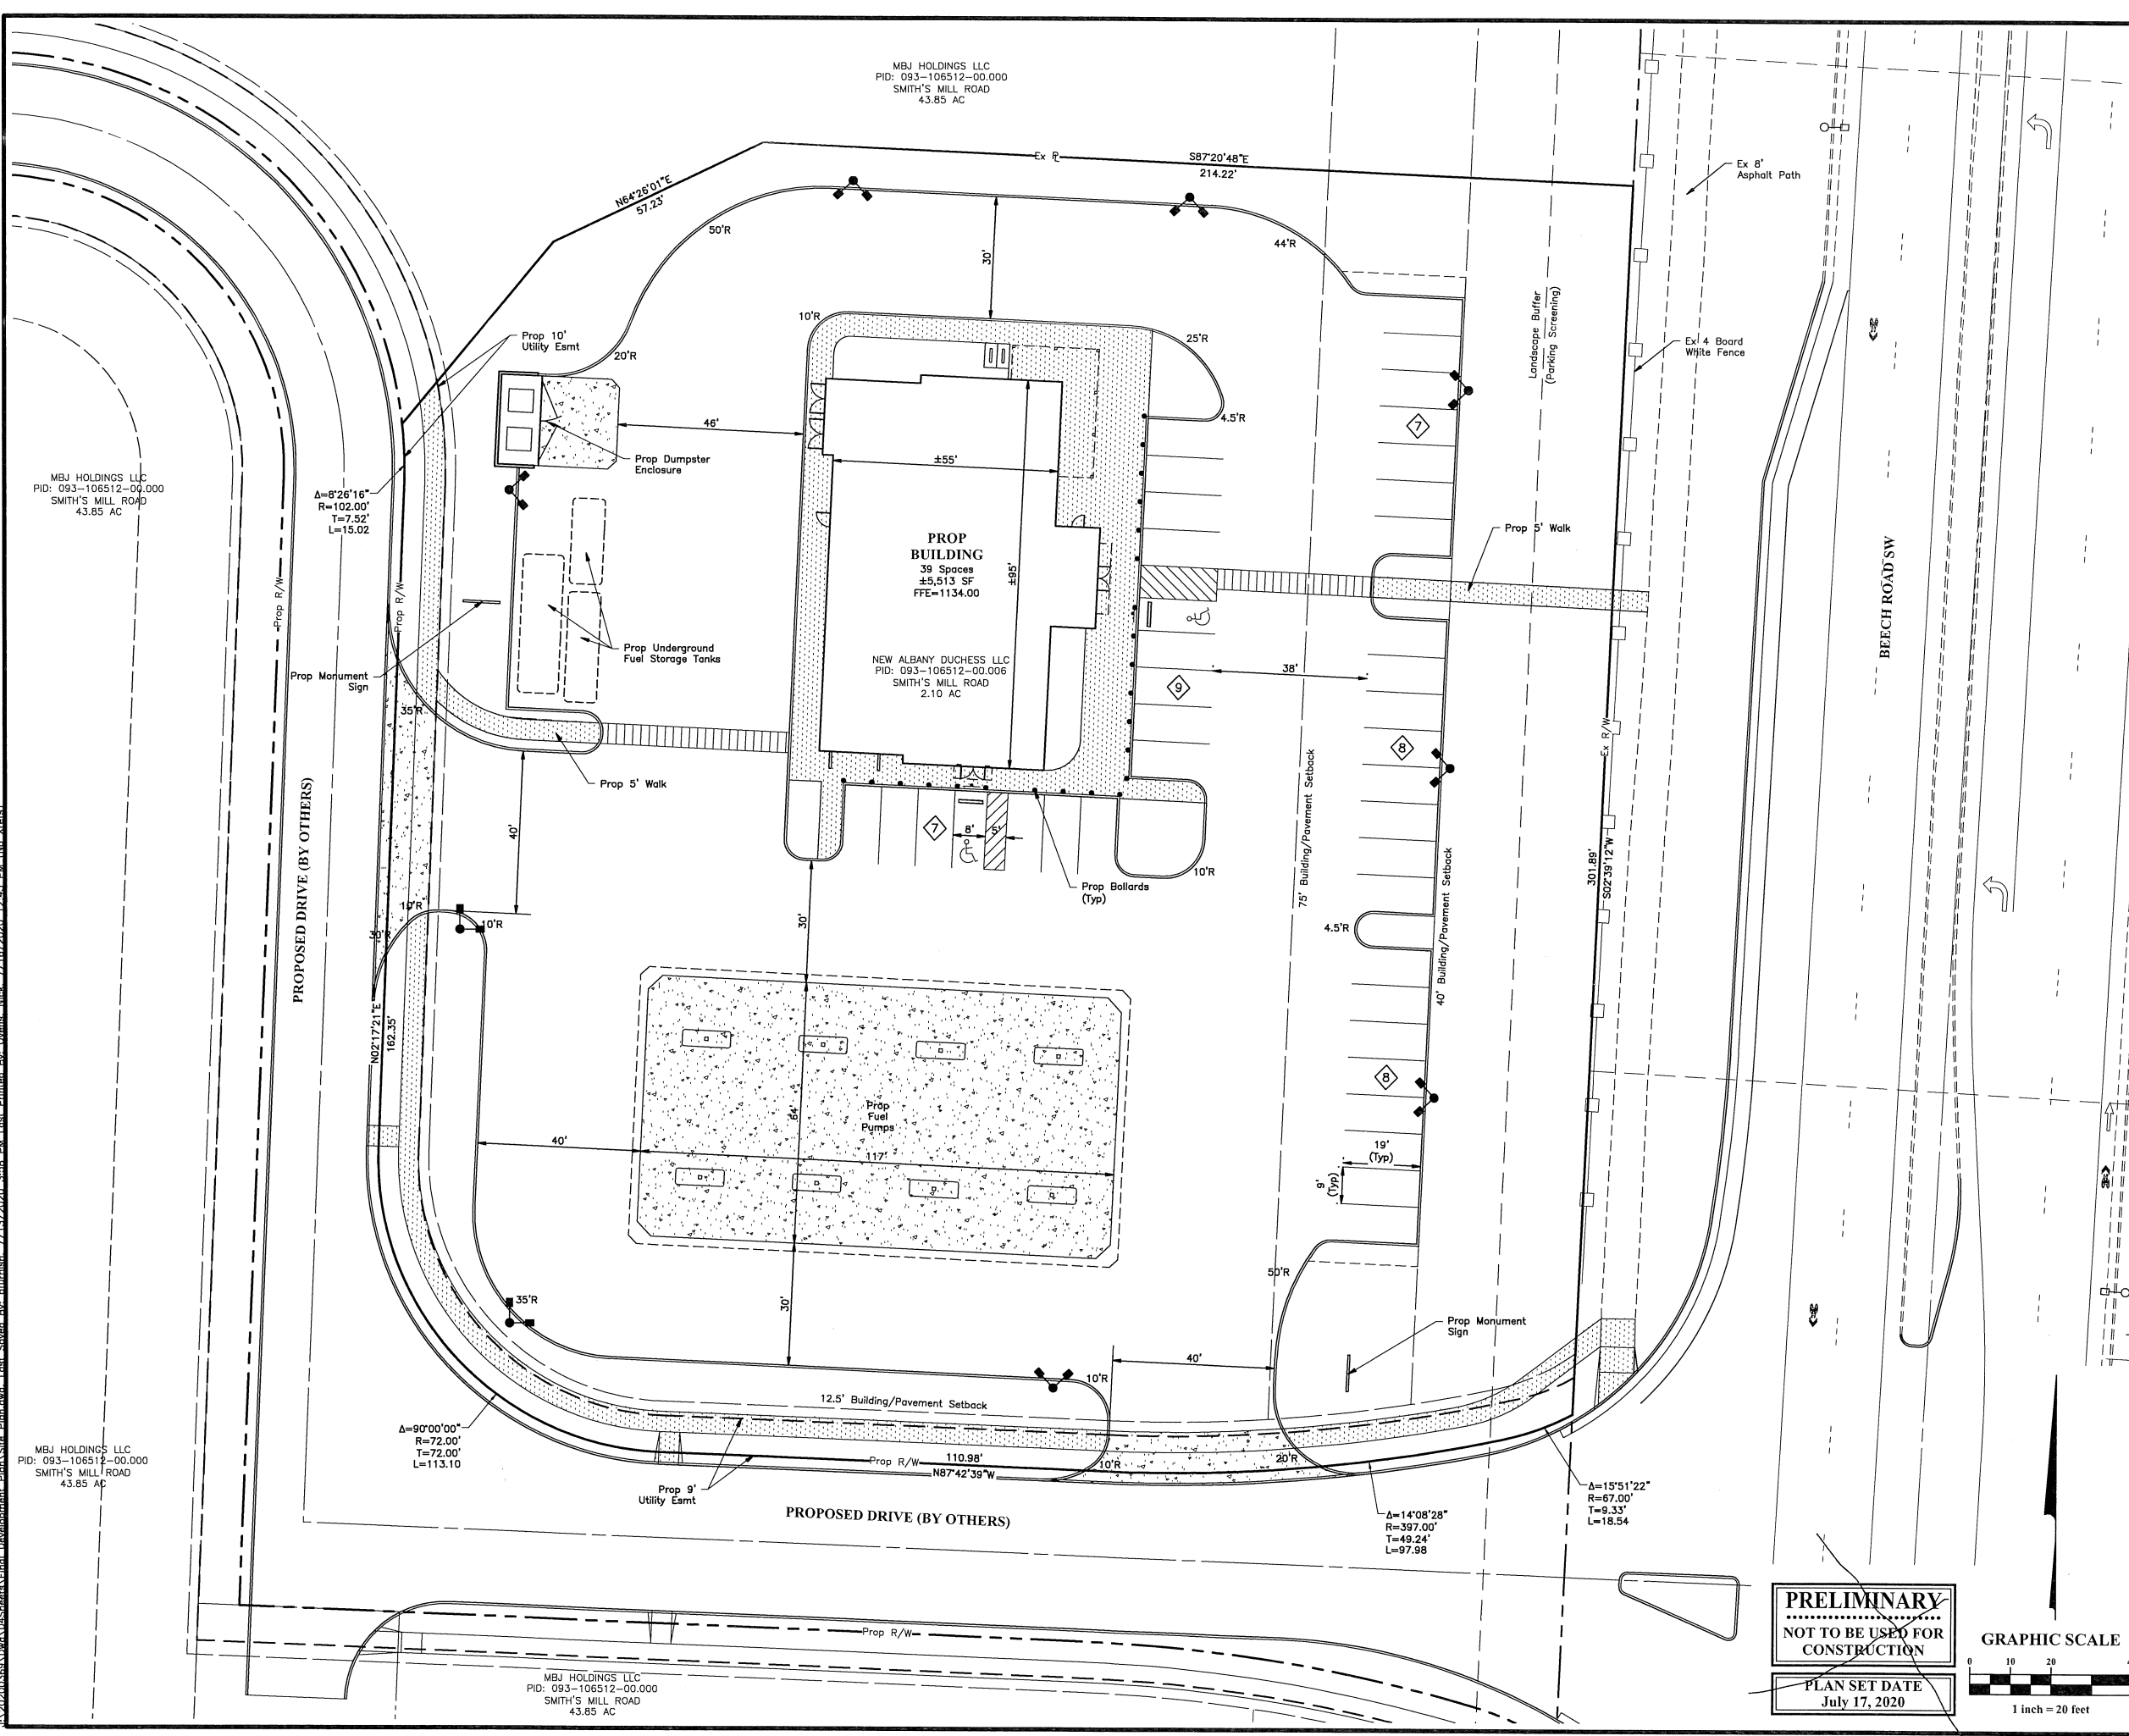 MBJ HOLDINGS LLC
PID: 093-106512-00.000
SMITH'S MILL ROAD
43.85 AC
Ex PL
S87°20'48"E
214.22'
N64°26'01"E
57.23'
Ex 8'
Asphalt Path
50'R
44'R
30'
Landscape Buffer
(Parking Screening)
10'R
25'R
Prop 10'
Utility Esmt
20'R
Ex 4 Board
White Fence
4.5'R
46'
7
Prop Dumpster
Enclosure
±55'
MBJ HOLDINGS LLC
PID: 093-106512-00.000
SMITH'S MILL ROAD
43.85 AC
Δ=8°26'16"
R=102.00'
T=7.52'
L=15.02
Prop 5' Walk
PROP
BUILDING
39 Spaces
±5,513 SF
FFE=1134.00
±95'
Prop R/W
Prop R/W
BEECH ROAD SW
Prop Underground
Fuel Storage Tanks
NEW ALBANY DUCHESS LLC
PID: 093-106512-00.006
SMITH'S MILL ROAD
2.10 AC
38'
9
Prop Monument
Sign
35'R
Ex R/W
8
Prop 5' Walk
75' Building/Pavement Setback
PROPOSED DRIVE (BY OTHERS)
40'
7
8'
5'
10'R
Prop Bollards
(Typ)
301.89'
S02°39'12"W
40' Building/Pavement Setback
10'R
10'R
30'R
30'
4.5'R
N02°17'21"E
162.35'
8
Prop
Fuel
Pumps
64'
40'
117'
19'
(Typ)
9'
(Typ)
50'R
30'
35'R
Prop Monument
Sign
40'
10'R
12.5' Building/Pavement Setback
Δ=90°00'00"
R=72.00'
T=72.00'
L=113.10
MBJ HOLDINGS LLC
PID: 093-106512-00.000
SMITH'S MILL ROAD
43.85 AC
Prop R/W
110.98'
N87°42'39"W
10'R
20'R
Prop 9'
Utility Esmt
Δ=15°51'22"
R=67.00'
T=9.33'
L=18.54
PROPOSED DRIVE (BY OTHERS)
Δ=14°08'28"
R=397.00'
T=49.24'
L=97.98
Prop R/W
MBJ HOLDINGS LLC
PID: 093-106512-00.000
SMITH'S MILL ROAD
43.85 AC
PRELIMINARY
NOT TO BE USED FOR
CONSTRUCTION
PLAN SET DATE
July 17, 2020
GRAPHIC SCALE
0 10 20
1 inch = 20 feet